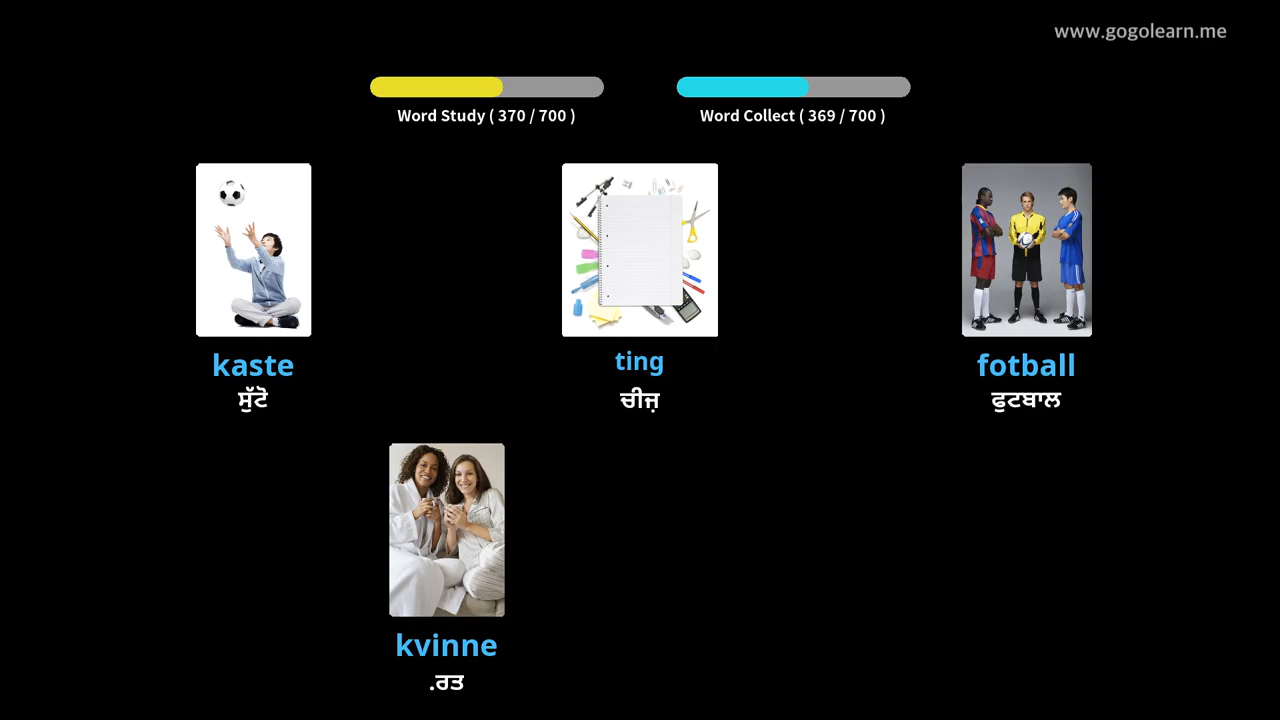 www.gogolearn.me
Word Study ( 370 / 700 )
Word Collect ( 369 / 700 )
kaste
ting
fotball
ਸੁੱਟੋ
ਚੀਜ਼
ਫੁਟਬਾਲ
kvinne
.ਰਤ